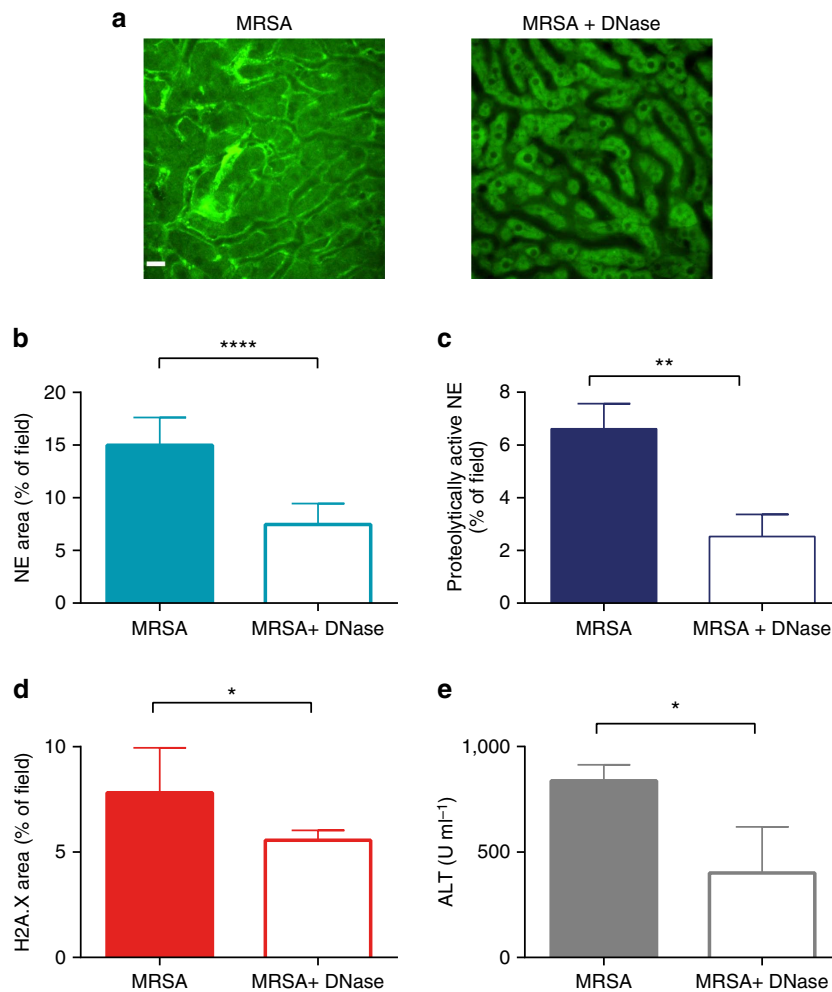 a
MRSA
MRSA + DNase
b
****
NE area (% of field)
20
15
10
5
0
MRSA
MRSA+ DNase
c
**
Proteolytically active NE
(% of field)
8
6
4
2
0
MRSA
MRSA + DNase
d
*
H2A.X area (% of field)
10
5
0
MRSA
MRSA+ DNase
e
*
ALT (U ml⁻¹)
1,000
500
0
MRSA
MRSA+ DNase